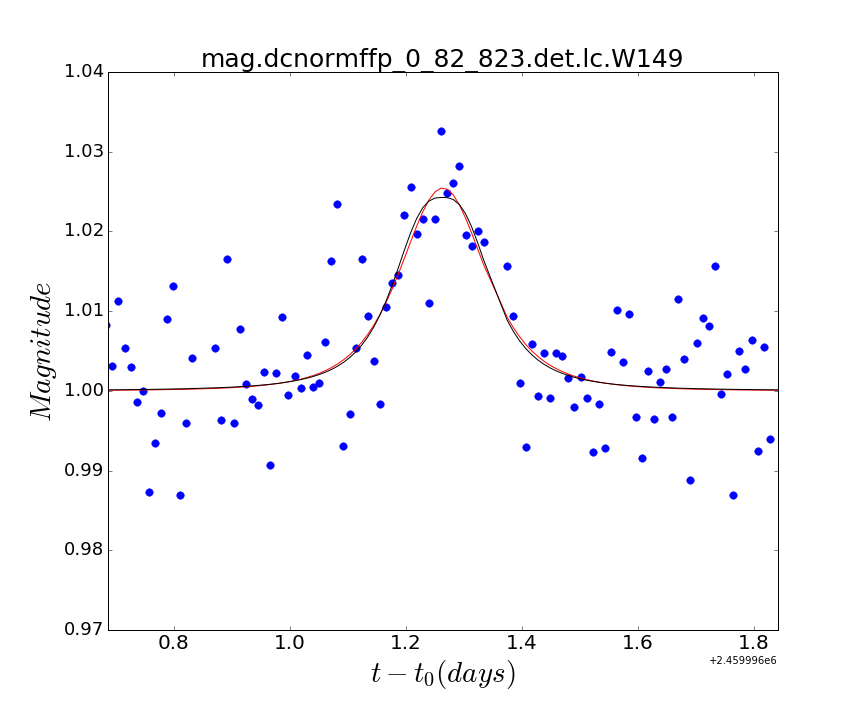 mag.dcnormffp_0_82_823.det.lc.W149
1.04
1.03
1.02
1.01
1.00
0.99
0.98
0.97
Magnitude
0.8 1.0 1.2 1.4 1.6 1.8
+2.459996e6
t − t₀(days)